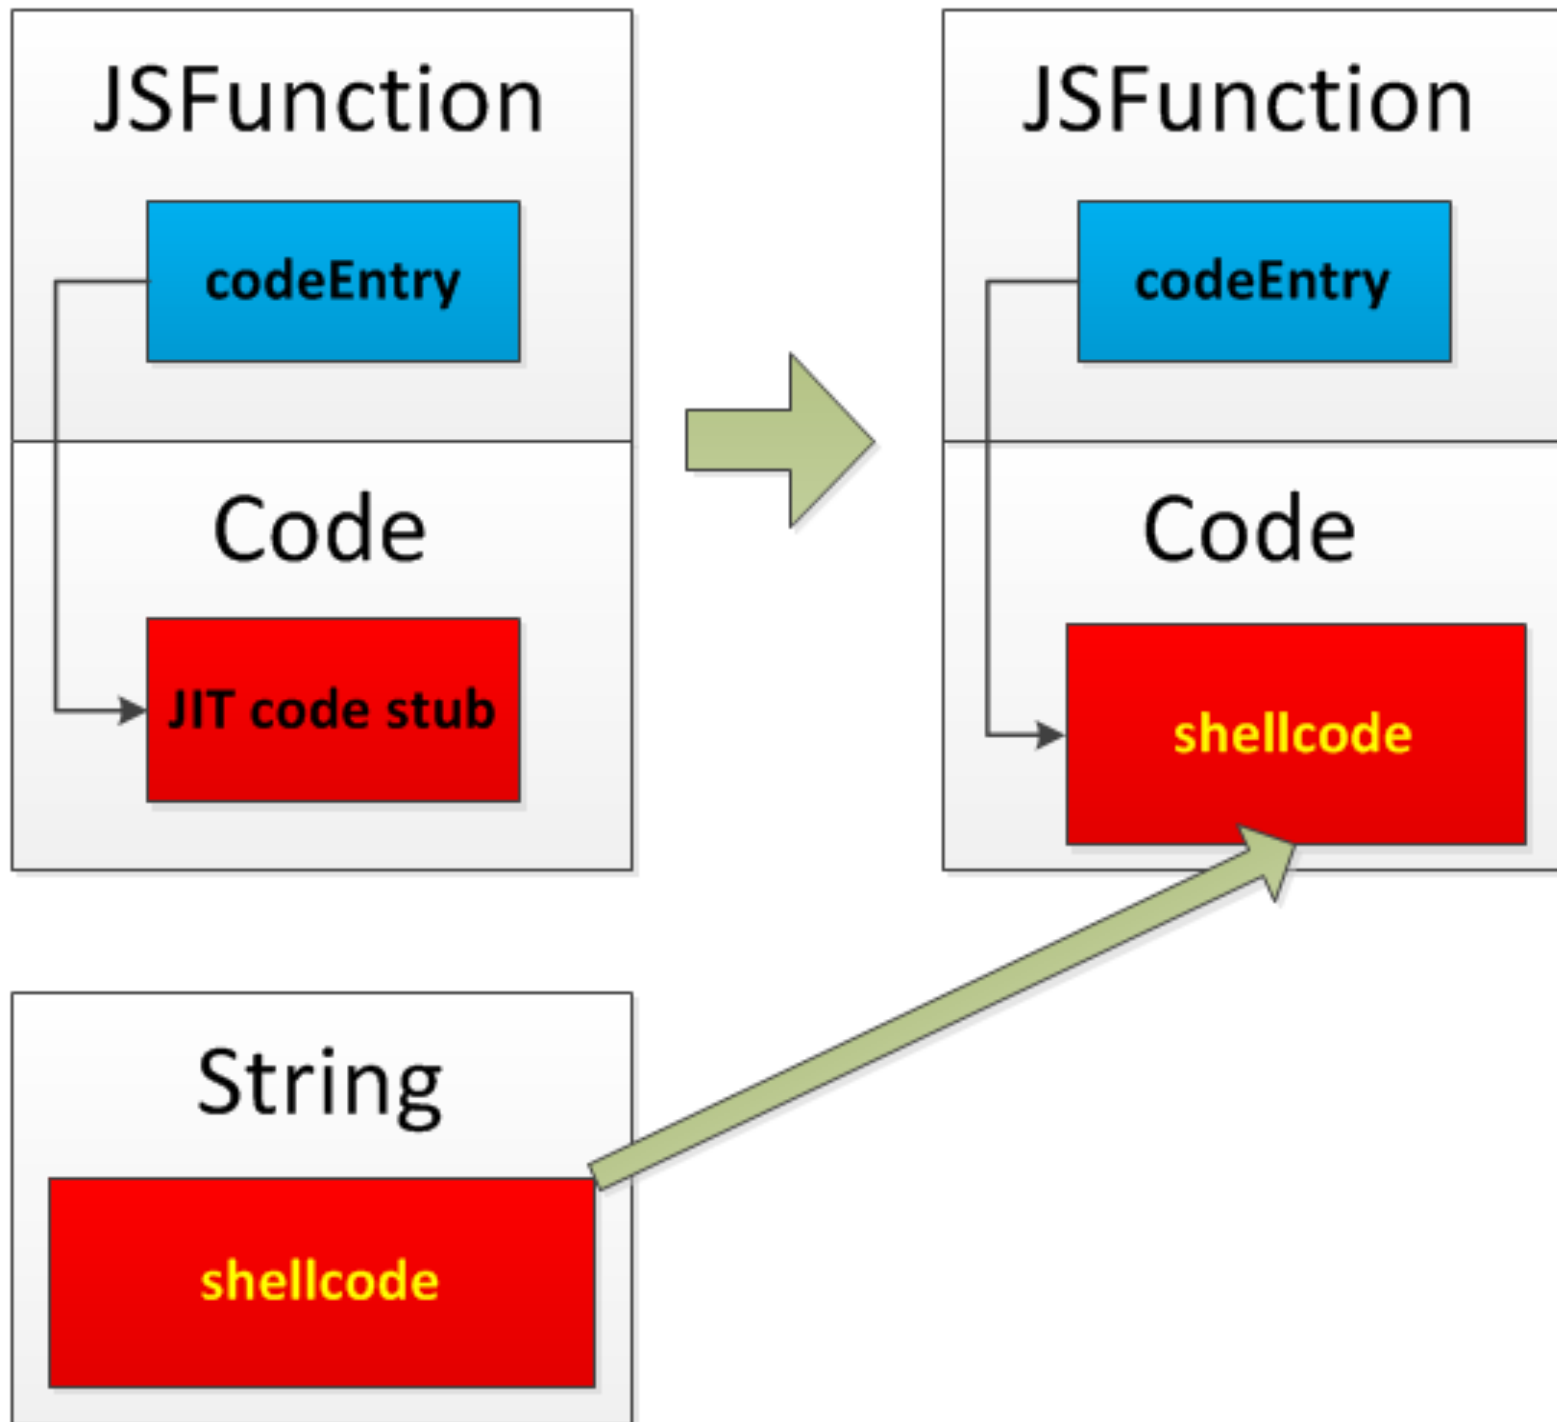 JSFunction
codeEntry
Code
JIT code stub
JSFunction
codeEntry
Code
shellcode
String
shellcode